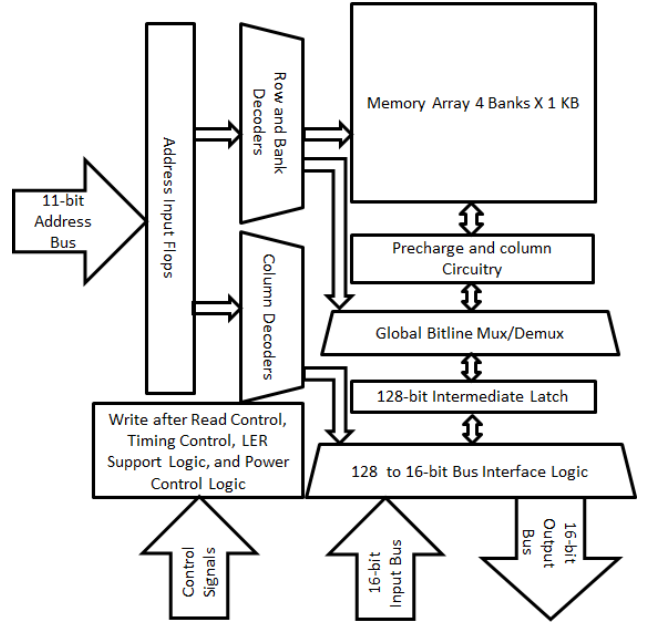 11-bit
Address
Bus
Address Input Flops
Row and Bank
Decoders
Column Decoders
Memory Array 4 Banks X 1 KB
Precharge and column
Circuitry
Global Bitline Mux/Demux
128-bit Intermediate Latch
128 to 16-bit Bus Interface Logic
Write after Read Control,
Timing Control, LER
Support Logic, and Power
Control Logic
Control
Signals
16-bit
Input Bus
16-bit
Output
Bus